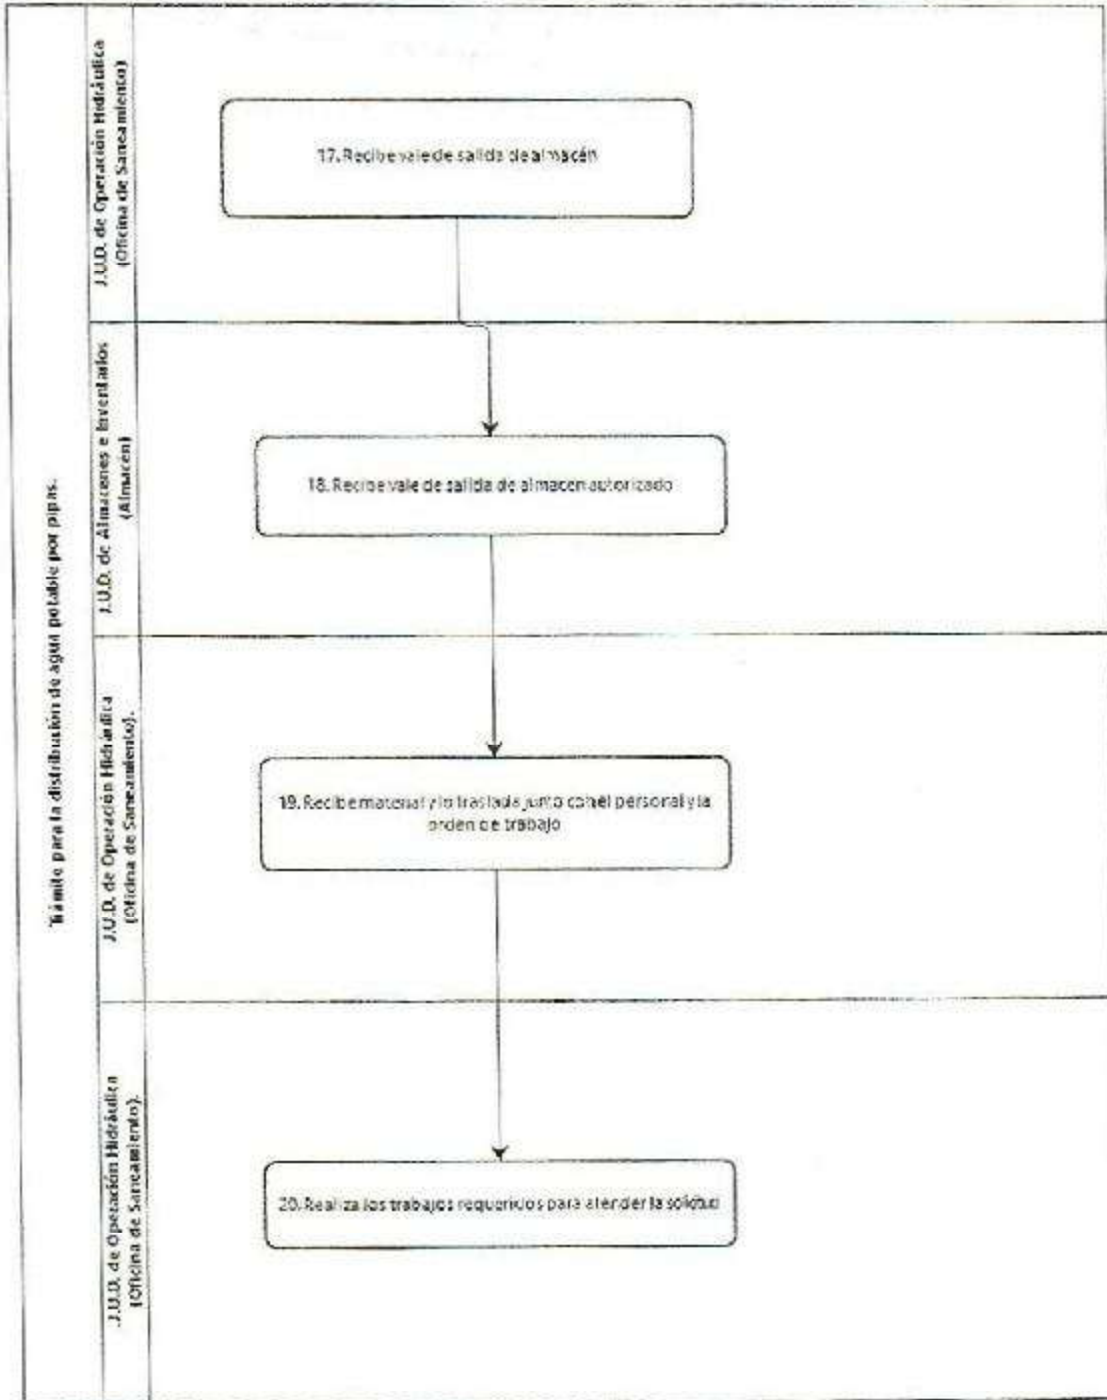 Trámite para la distribución de agua potable por pipas.
J.U.D. de Operación Hidráulica
(Oficina de Saneamiento)
17. Recibe vale de salida de almacén
J.U.D. de Almacenes e Inventarios
(Almacén)
18. Recibe vale de salida de almacen autorizado
J.U.D. de Operación Hidráulica
(Oficina de Saneamiento).
19. Recibe material y lo traslada junto con el personal y la
orden de trabajo
J.U.D. de Operación Hidráulica
(Oficina de Saneamiento).
20. Realiza los trabajos requeridos para atender la solicitud